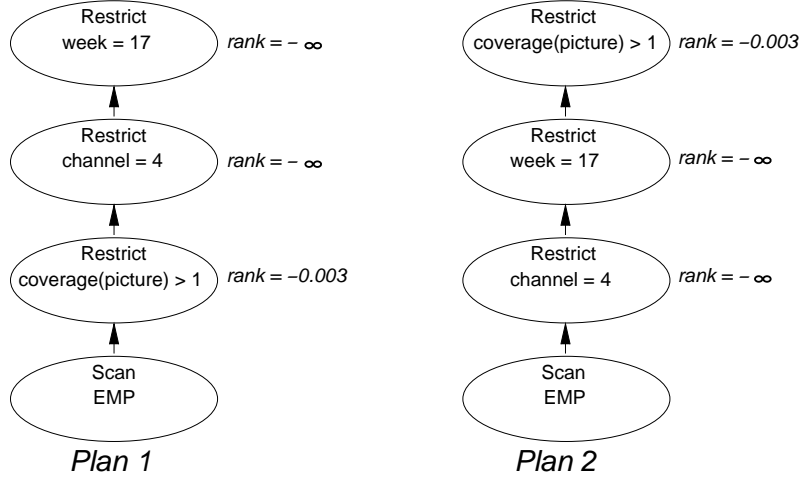 Restrict
week = 17
rank = – ∞
Restrict
channel = 4
rank = – ∞
Restrict
coverage(picture) > 1
rank = –0.003
Scan
EMP
Plan 1
Restrict
coverage(picture) > 1
rank = –0.003
Restrict
week = 17
rank = – ∞
Restrict
channel = 4
rank = – ∞
Scan
EMP
Plan 2